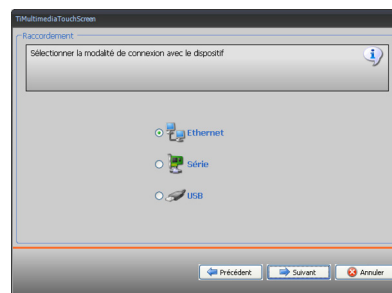 TiMultimediaTouchScreen
Raccordement
Sélectionner la modalité de connexion avec le dispositif
Ethernet
Série
USB
Précédent
Suivant
Annuler